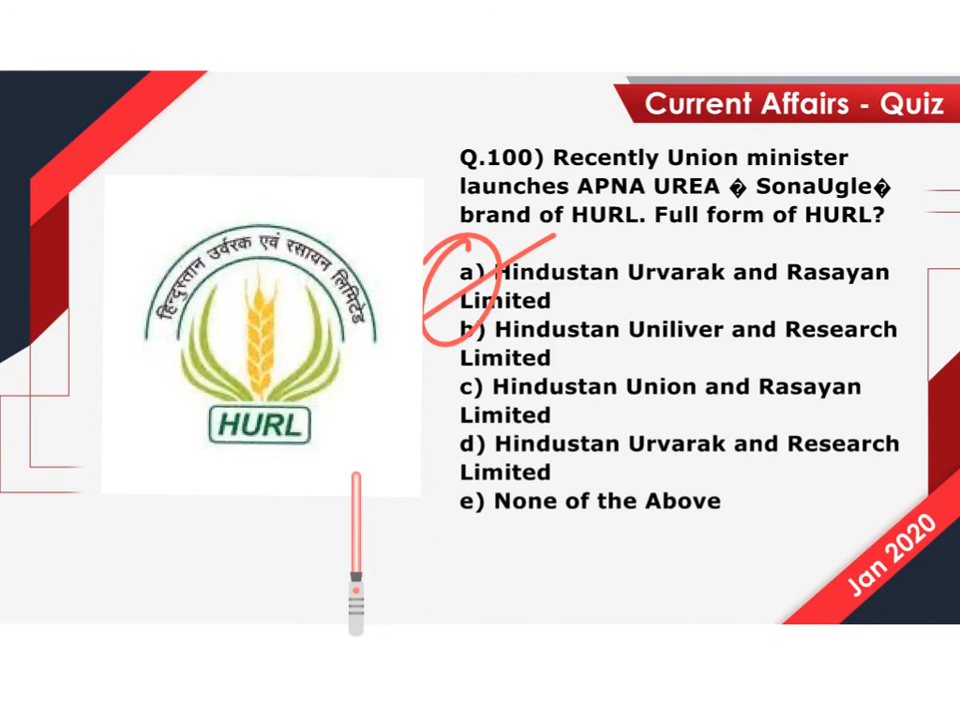 Current Affairs - Quiz
Q.100) Recently Union minister
launches APNA UREA � SonaUgle�
brand of HURL. Full form of HURL?
a) Hindustan Urvarak and Rasayan
Limited
b) Hindustan Uniliver and Research
Limited
c) Hindustan Union and Rasayan
Limited
d) Hindustan Urvarak and Research
Limited
e) None of the Above
हिन्दुस्तान उर्वरक एवं रसायन लिमिटेड
HURL
Jan 2020